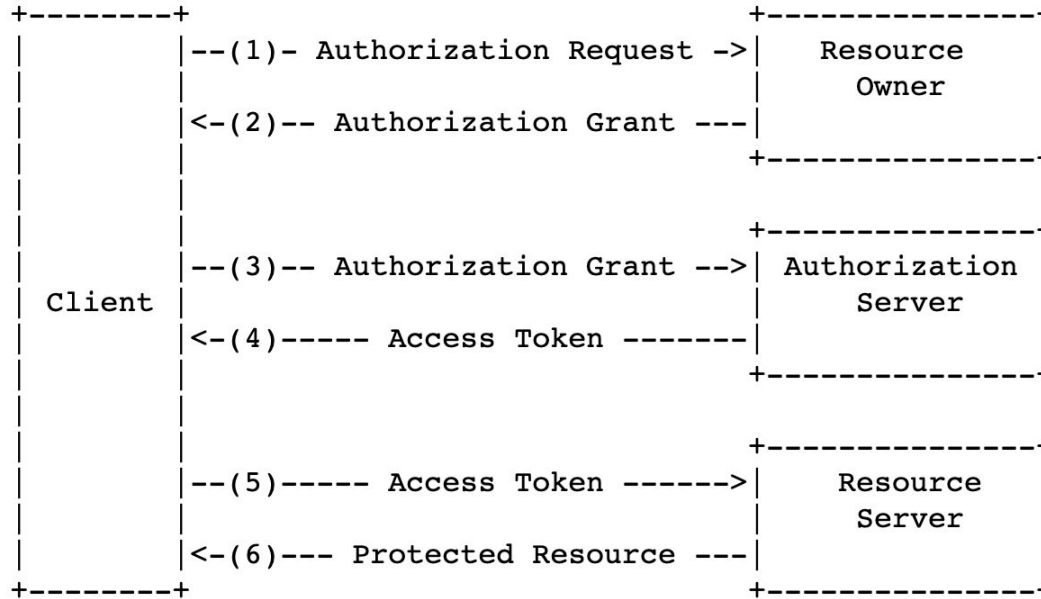 +--------+                               +---------------
|        |--(1)- Authorization Request ->|   Resource
|        |                               |     Owner
|        |<-(2)-- Authorization Grant ---|
|        |                               +---------------
|        |
|        |                               +---------------
|        |--(3)-- Authorization Grant -->| Authorization
| Client |                               |     Server
|        |<-(4)----- Access Token -------|
|        |                               +---------------
|        |
|        |                               +---------------
|        |--(5)----- Access Token ------>|    Resource
|        |                               |     Server
|        |<-(6)--- Protected Resource ---|
+--------+                               +---------------